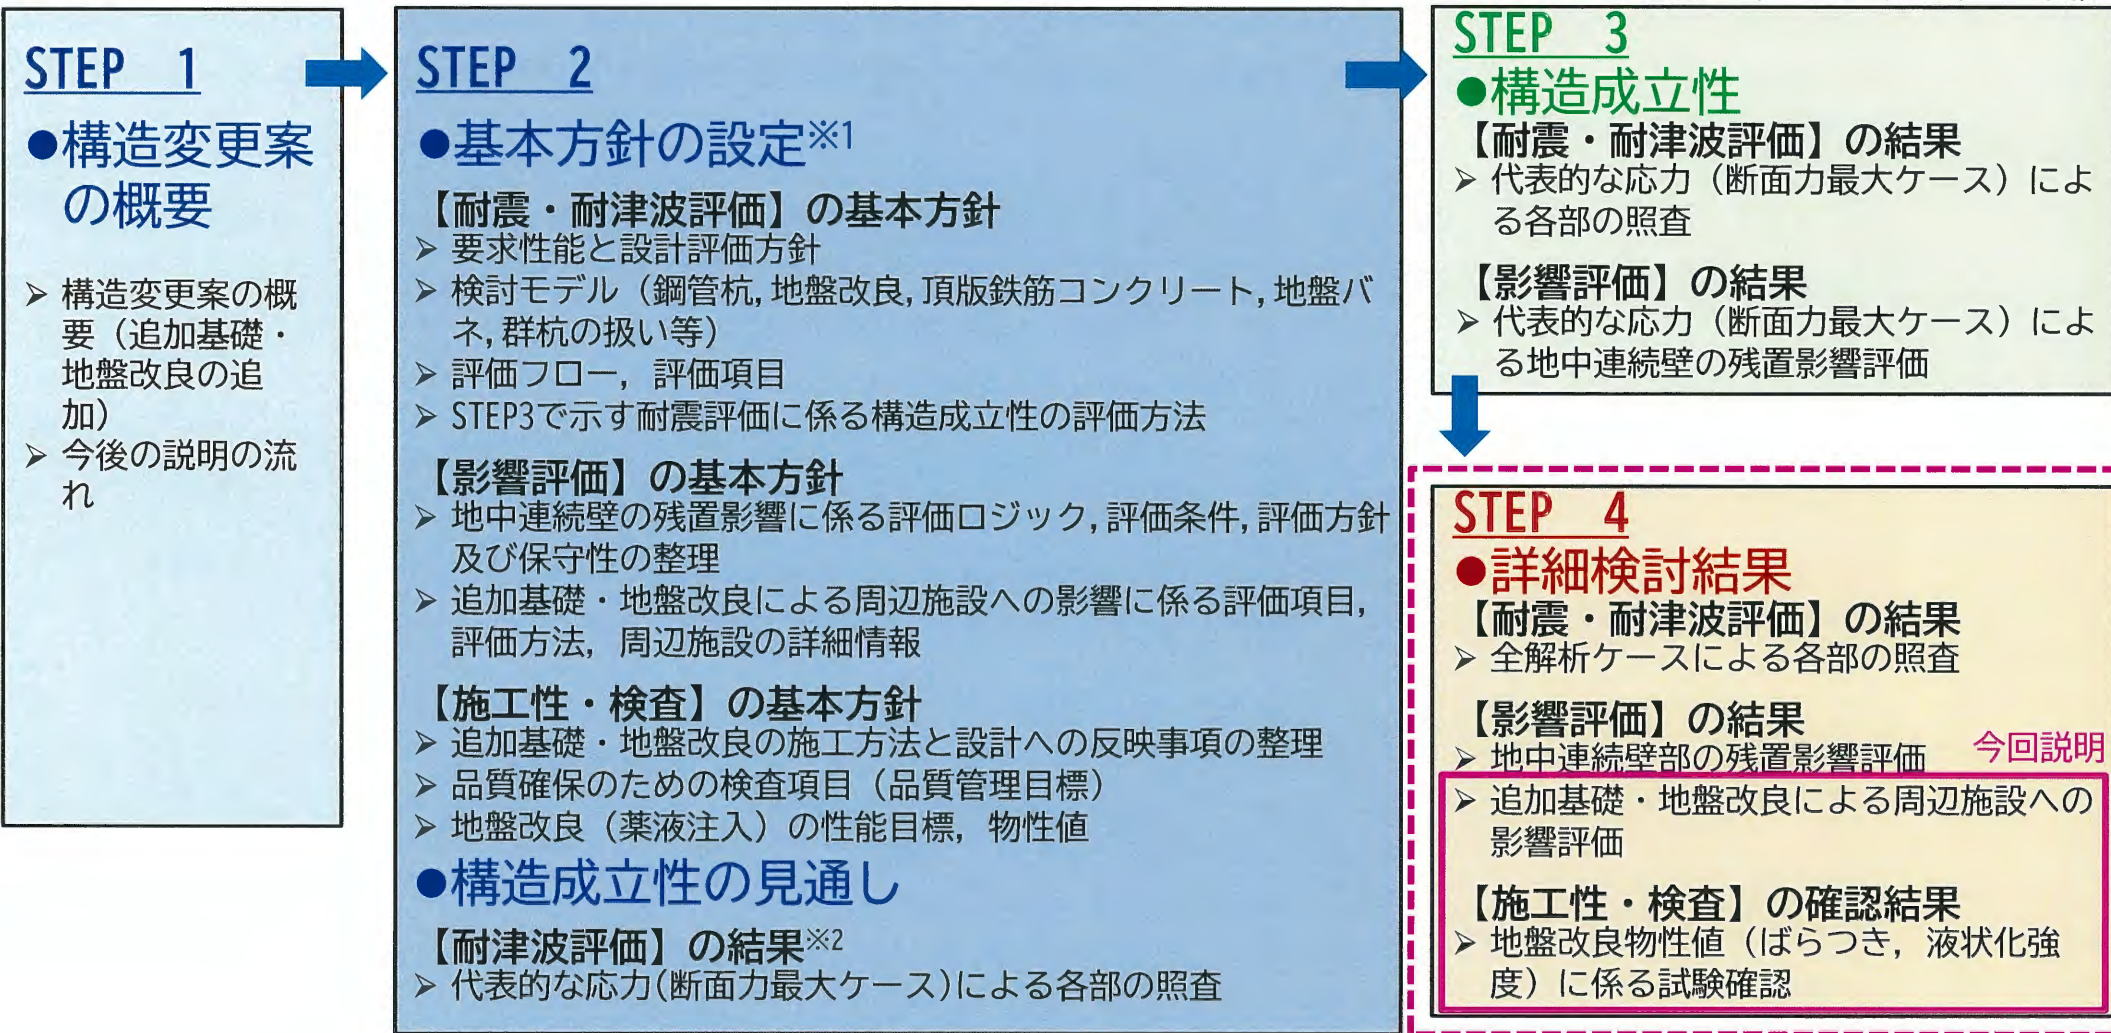 STEP 1
●構造変更案
の概要
➢ 構造変更案の概
要（追加基礎・
地盤改良の追
加）
➢ 今後の説明の流
れ
STEP 2
●基本方針の設定※1
【耐震・耐津波評価】の基本方針
➢ 要求性能と設計評価方針
➢ 検討モデル（鋼管杭,地盤改良,頂版鉄筋コンクリート,地盤バ
ネ,群杭の扱い等）
➢ 評価フロー，評価項目
➢ STEP3で示す耐震評価に係る構造成立性の評価方法
【影響評価】の基本方針
➢ 地中連続壁の残置影響に係る評価ロジック,評価条件,評価方針
及び保守性の整理
➢ 追加基礎・地盤改良による周辺施設への影響に係る評価項目，
評価方法，周辺施設の詳細情報
【施工性・検査】の基本方針
➢ 追加基礎・地盤改良の施工方法と設計への反映事項の整理
➢ 品質確保のための検査項目（品質管理目標）
➢ 地盤改良（薬液注入）の性能目標，物性値
●構造成立性の見通し
【耐津波評価】の結果※2
➢ 代表的な応力(断面力最大ケース)による各部の照査
STEP 3
●構造成立性
【耐震・耐津波評価】の結果
➢ 代表的な応力（断面力最大ケース）によ
る各部の照査
【影響評価】の結果
➢ 代表的な応力（断面力最大ケース）によ
る地中連続壁の残置影響評価
STEP 4
●詳細検討結果
【耐震・耐津波評価】の結果
➢ 全解析ケースによる各部の照査
【影響評価】の結果
➢ 地中連続壁部の残置影響評価
今回説明
➢ 追加基礎・地盤改良による周辺施設への
影響評価
【施工性・検査】の確認結果
➢ 地盤改良物性値（ばらつき，液状化強
度）に係る試験確認